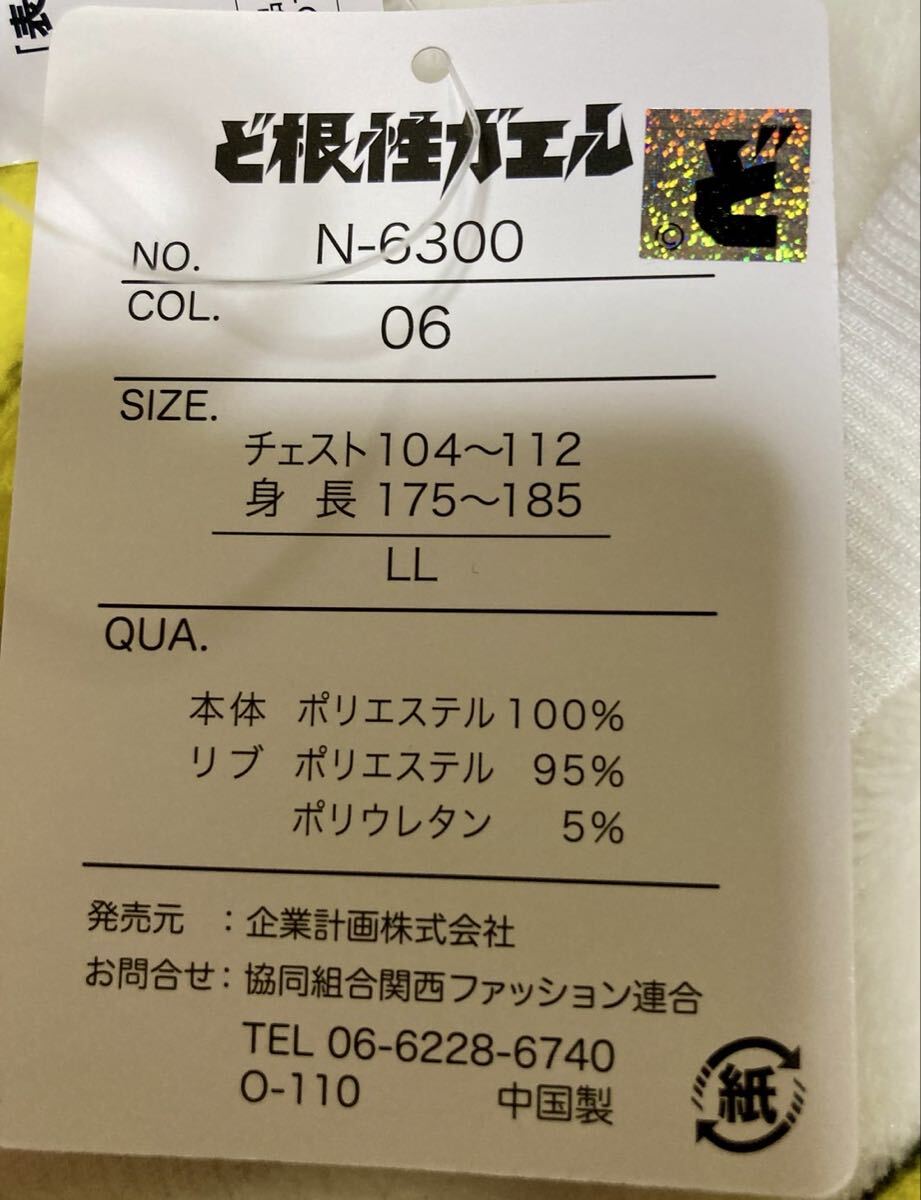 「表
ど根性ガエル
ど
©
NO. N-6300
COL. 06
SIZE.
チェスト104〜112
身 長 175〜185
LL
QUA.
本体 ポリエステル 100%
リブ ポリエステル 95%
ポリウレタン 5%
発売元 : 企業計画株式会社
お問合せ : 協同組合関西ファッション連合
TEL 06-6228-6740
O-110 中国製
紙